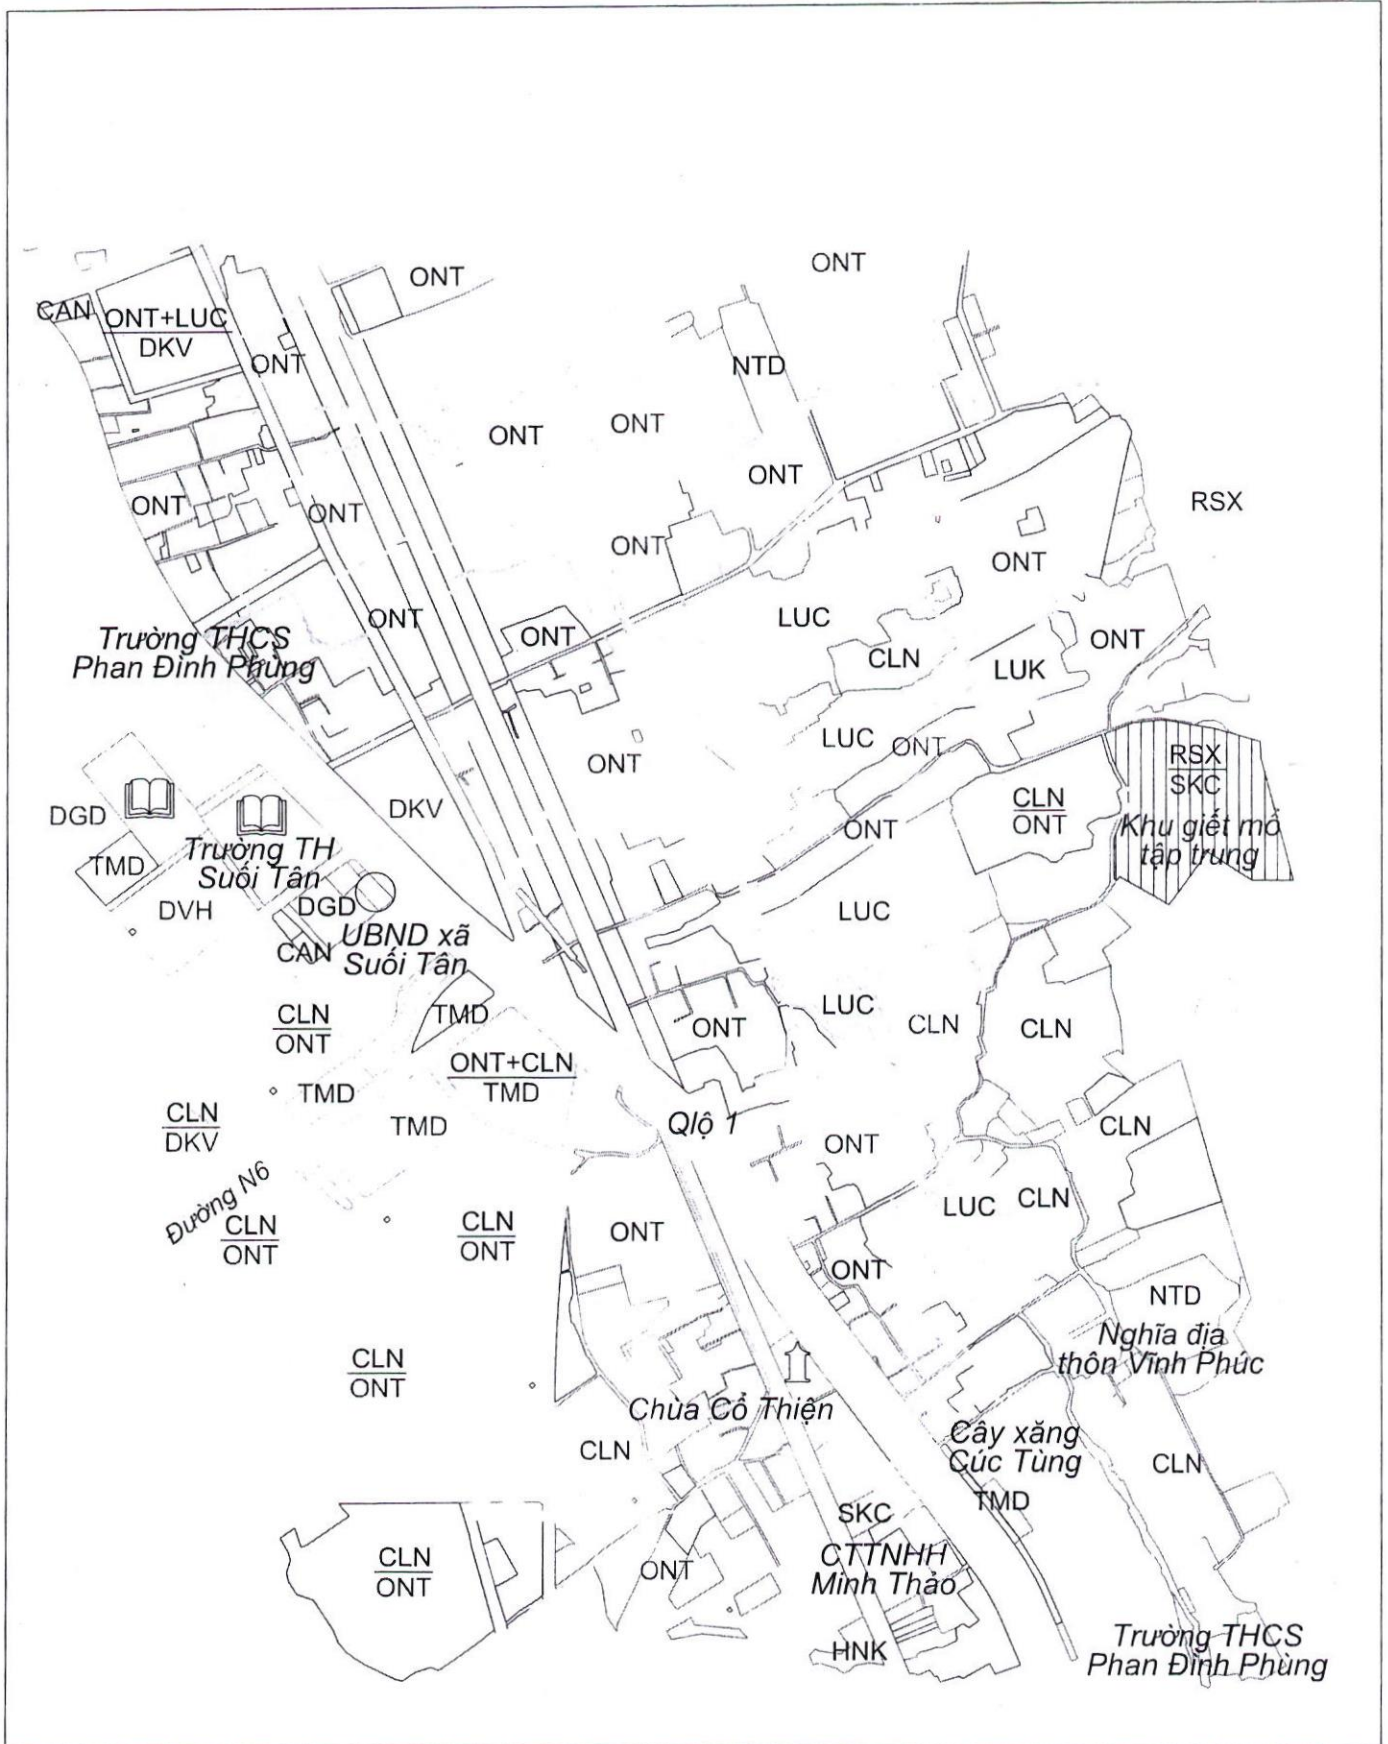 ONT
ONT
CAN
ONT+LUC
DKV
ONT
NTD
ONT
ONT
ONT
ONT
ONT
RSX
ONT
ONT
ONT
ONT
LUC
ONT
Trường THCS
Phan Đình Phùng
ONT
CLN
LUK
ONT
LUC
ONT
ONT
RSX
SKC
Khu giết mổ
tập trung
CLN
ONT
DKV
DGD
ONT
TMD
Trường TH
Suối Tân
DVH
DGD
LUC
UBND xã
Suối Tân
CAN
LUC
TMD
CLN
ONT
ONT
CLN
CLN
ONT+CLN
TMD
TMD
TMD
CLN
DKV
Qlộ 1
CLN
ONT
Đường N6
CLN
ONT
CLN
ONT
ONT
LUC
CLN
ONT
NTD
Nghĩa địa
thôn Vĩnh Phúc
CLN
ONT
Chùa Cổ Thiện
Cây xăng
Cúc Tùng
CLN
CLN
TMD
SKC
CTTNHH
Minh Thảo
CLN
ONT
ONT
HNK
Trường THCS
Phan Đình Phùng